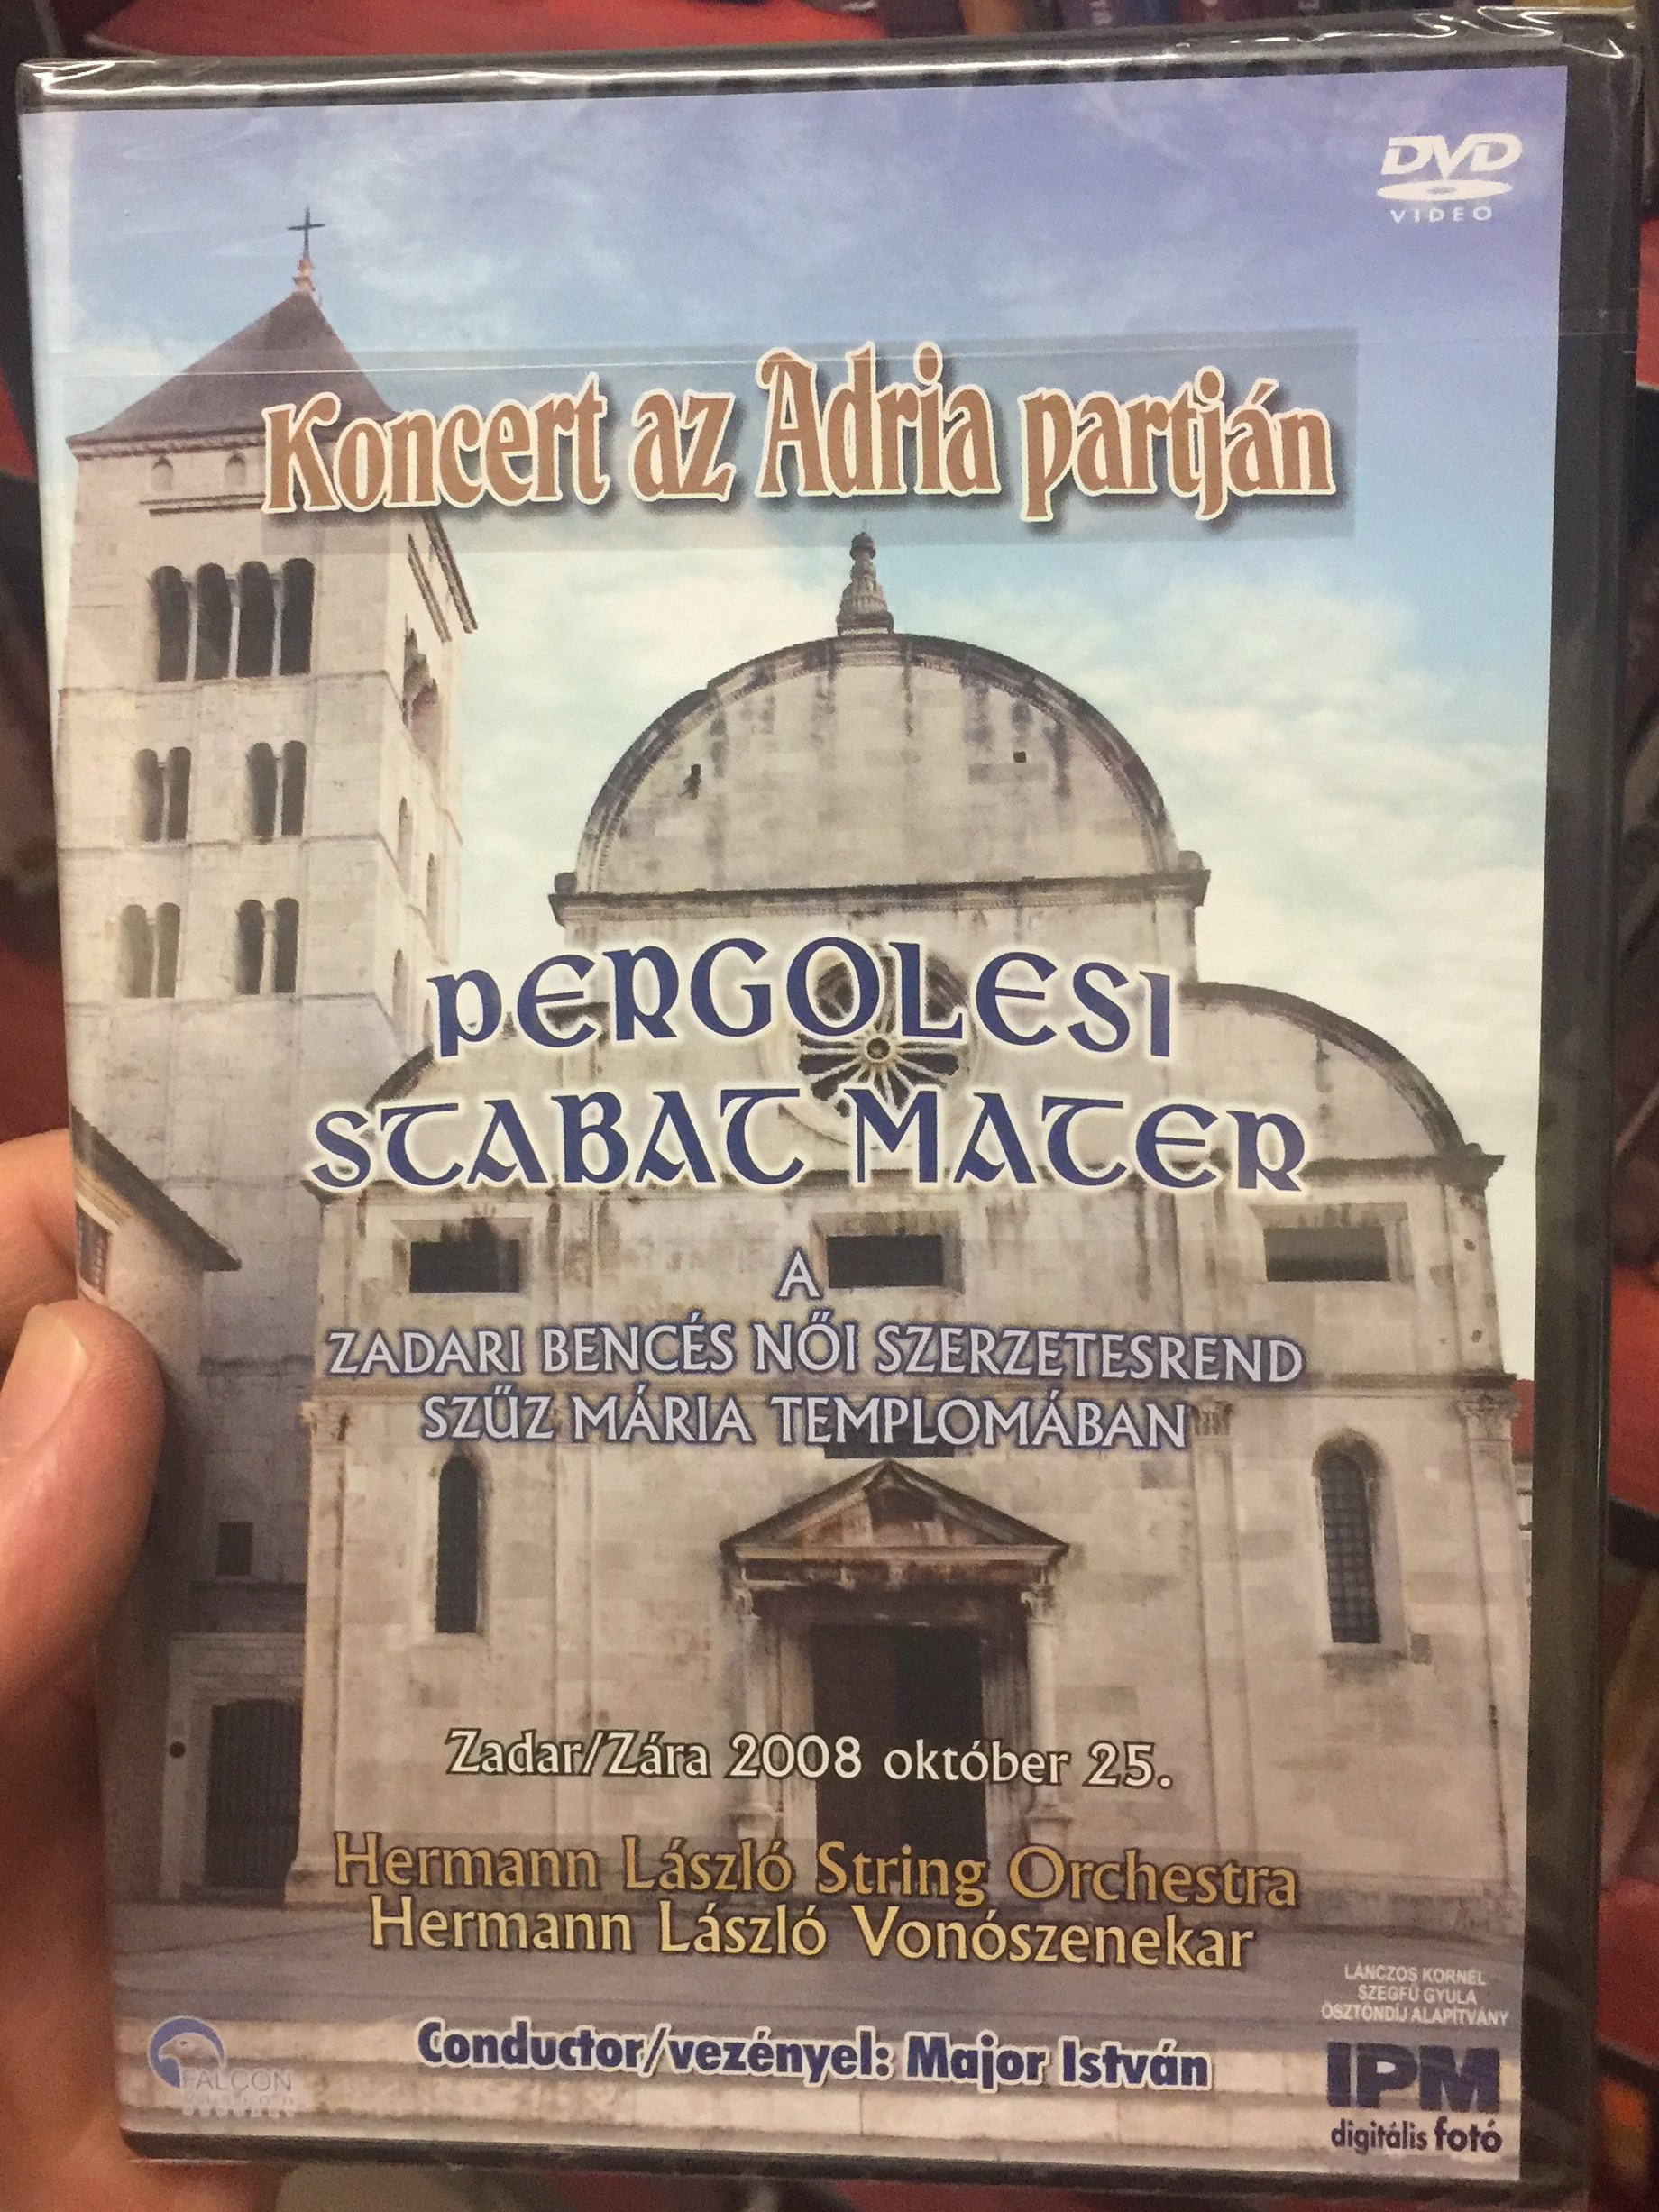 DVD
VIDEO
Koncert az Adria partján
PERGOLESI
STABAT MATER
A
ZADARI BENCÉS NŐI SZERZETESREND
SZŰZ MÁRIA TEMPLOMÁBAN
Zadar/Zára 2008 október 25.
Hermann László String Orchestra
Hermann László Vonószenekar
LÁNCZOS KORNÉL
SZEGFŰ GYULA
ÖSZTÖNDÍJ ALAPÍTVÁNY
Conductor/vezényel: Major István
FALCON
IPM
digitális fotó